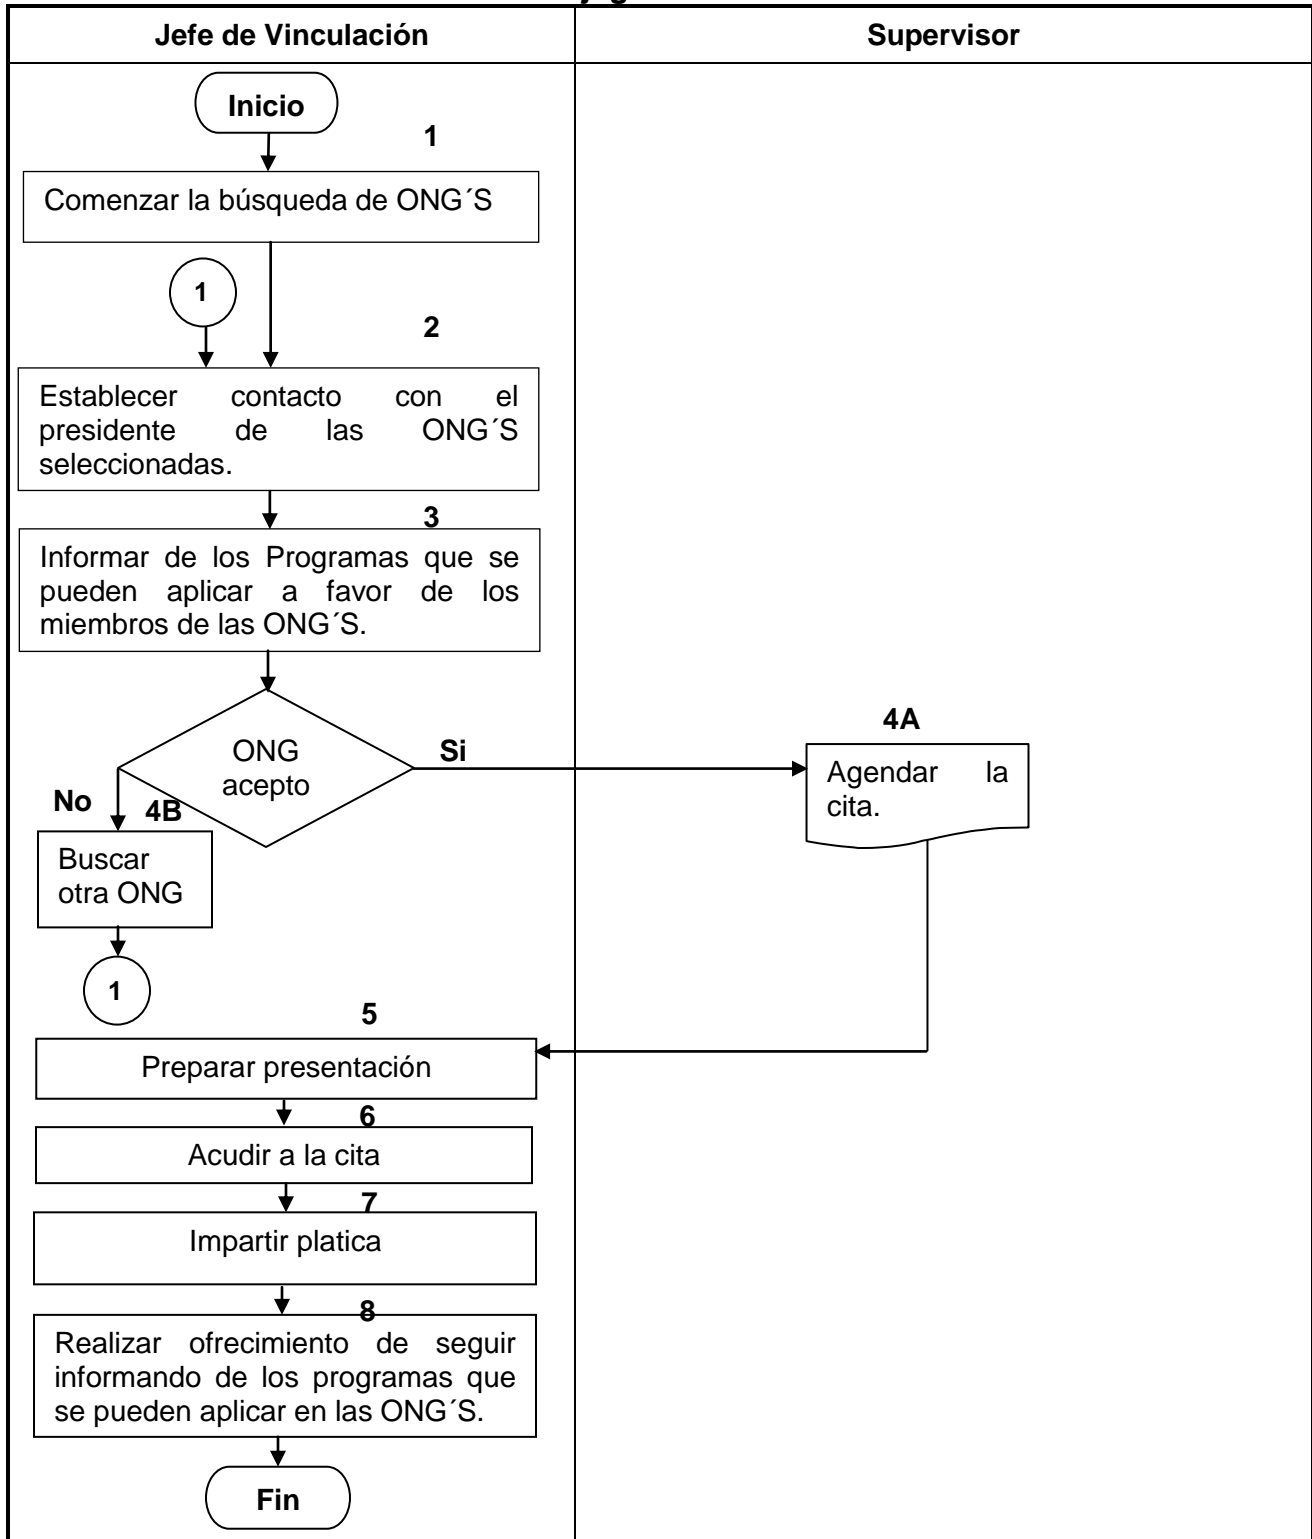 Jefe de Vinculación
Supervisor
Inicio
1
Comenzar la búsqueda de ONG´S
1
2
Establecer contacto con el
presidente de las ONG´S
seleccionadas.
3
Informar de los Programas que se
pueden aplicar a favor de los
miembros de las ONG´S.
ONG
acepto
Si
4A
Agendar la
cita.
No
4B
Buscar
otra ONG
1
5
Preparar presentación
6
Acudir a la cita
7
Impartir platica
8
Realizar ofrecimiento de seguir
informando de los programas que
se pueden aplicar en las ONG´S.
Fin